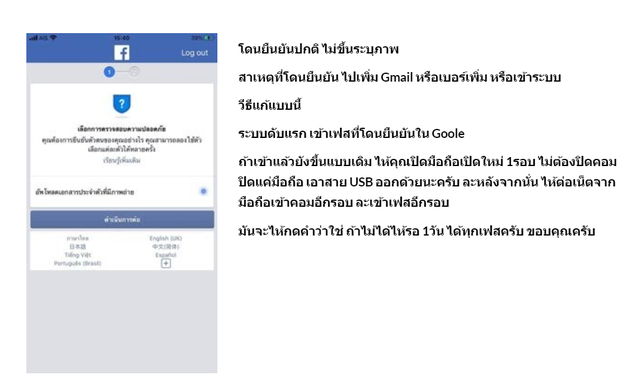 AIS
15:40
39%
f
Log out
1
?
เลือกการตรวจสอบความปลอดภัย
คุณต้องการยืนยันตัวตนของคุณอย่างไร คุณสามารถลองใช้ตัว
เลือกแต่ละตัวได้หลายครั้ง
เรียนรู้เพิ่มเติม
อัพโหลดเอกสารประจำตัวที่มีภาพถ่าย
ดำเนินการต่อ
ภาษาไทย
English (UK)
日本語
中文(简体)
Tiếng Việt
Español
Português (Brasil)
+
โดนยืนยันปกติ ไม่ขึ้นระบุภาพ
สาเหตุที่โดนยืนยัน ไปเพิ่ม Gmail หรือเบอร์เพิ่ม หรือเข้าระบบ
วีธีแก้แบบนี้
ระบบดับแรก เข้าเฟสที่โดนยืนยันใน Goole
ถ้าเข้าแล้วยังขึ้นแบบเดิม ให้คุณเปิดมือถือเปิดใหม่ 1รอบ ไม่ต้องปิดคอม
ปิดแค่มือถือ เอาสาย USB ออกด้วยนะครับ ละหลังจากนั่น ให้ต่อเน็ตจาก
มือถือเข้าคอมอีกรอบ ละเข้าเฟสอีกรอบ
มันจะให้กดคำว่าใช่ ถ้าไม่ได้ให้รอ 1วัน ได้ทุกเฟสครับ ขอบคุณครับ